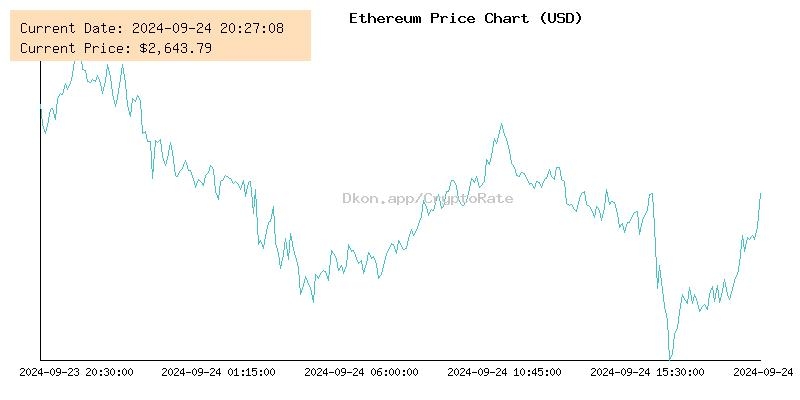 Ethereum Price Chart (USD)
Current Date: 2024-09-24 20:27:08
Current Price: $2,643.79
Dkon.app/CryptoRate
2024-09-23 20:30:00 2024-09-24 01:15:00 2024-09-24 06:00:00 2024-09-24 10:45:00 2024-09-24 15:30:00 2024-09-24